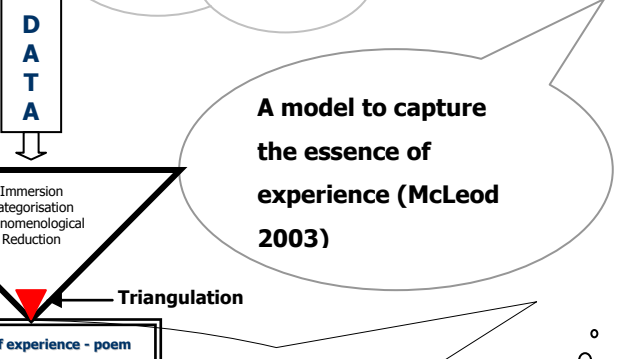 D
A
T
A
A model to capture
the essence of
experience (McLeod
2003)
Immersion
ategorisation
nomenological
Reduction
Triangulation
f experience - poem